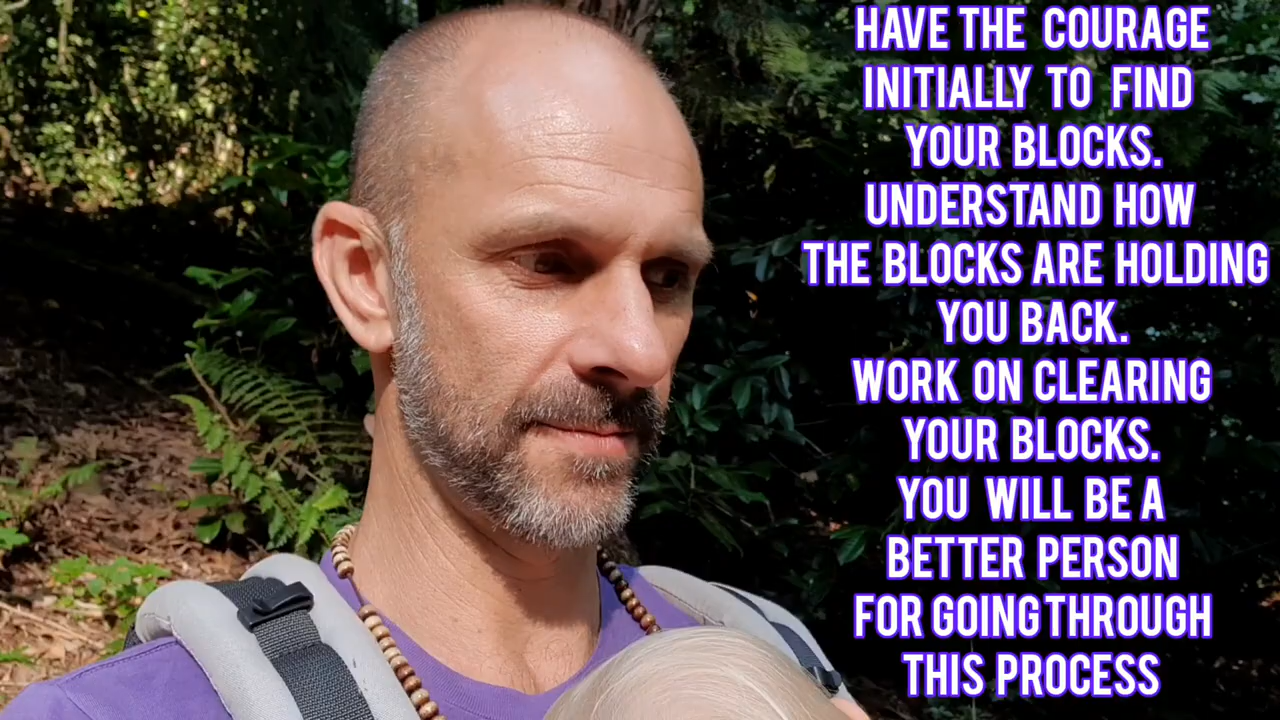 HAVE THE COURAGE
INITIALLY TO FIND
YOUR BLOCKS.
UNDERSTAND HOW
THE BLOCKS ARE HOLDING
YOU BACK.
WORK ON CLEARING
YOUR BLOCKS.
YOU WILL BE A
BETTER PERSON
FOR GOING THROUGH
THIS PROCESS